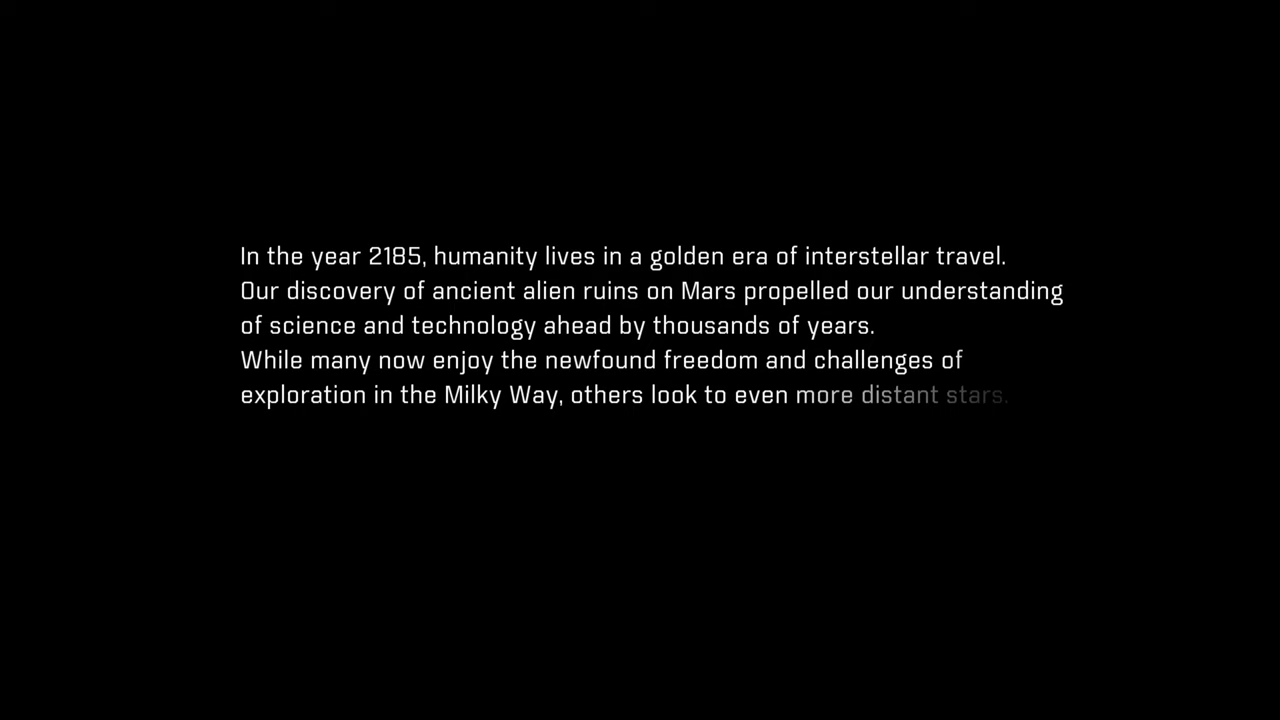 In the year 2185, humanity lives in a golden era of interstellar travel.
Our discovery of ancient alien ruins on Mars propelled our understanding
of science and technology ahead by thousands of years.
While many now enjoy the newfound freedom and challenges of
exploration in the Milky Way, others look to even more distant stars.